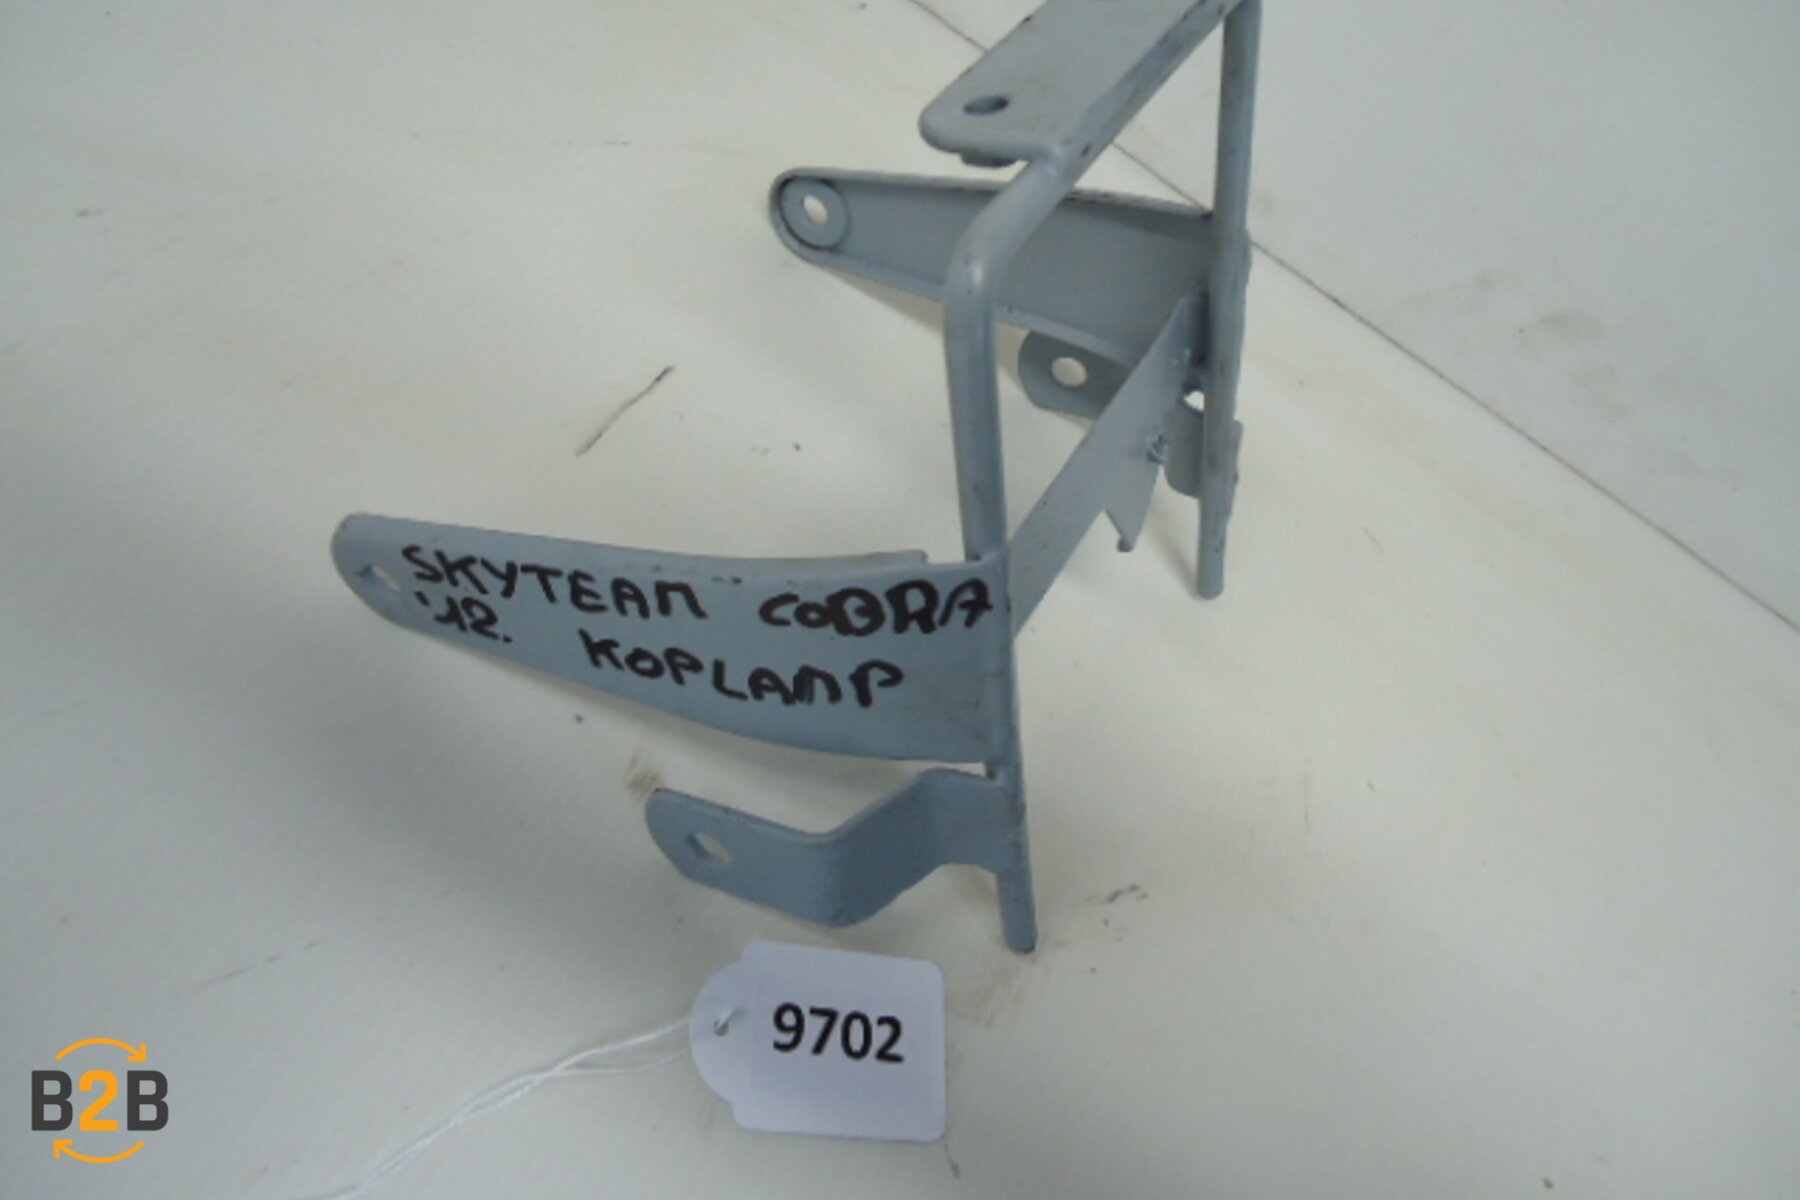 SKYTEAM COBRA
'12. KOPLAMP
9702
B2B